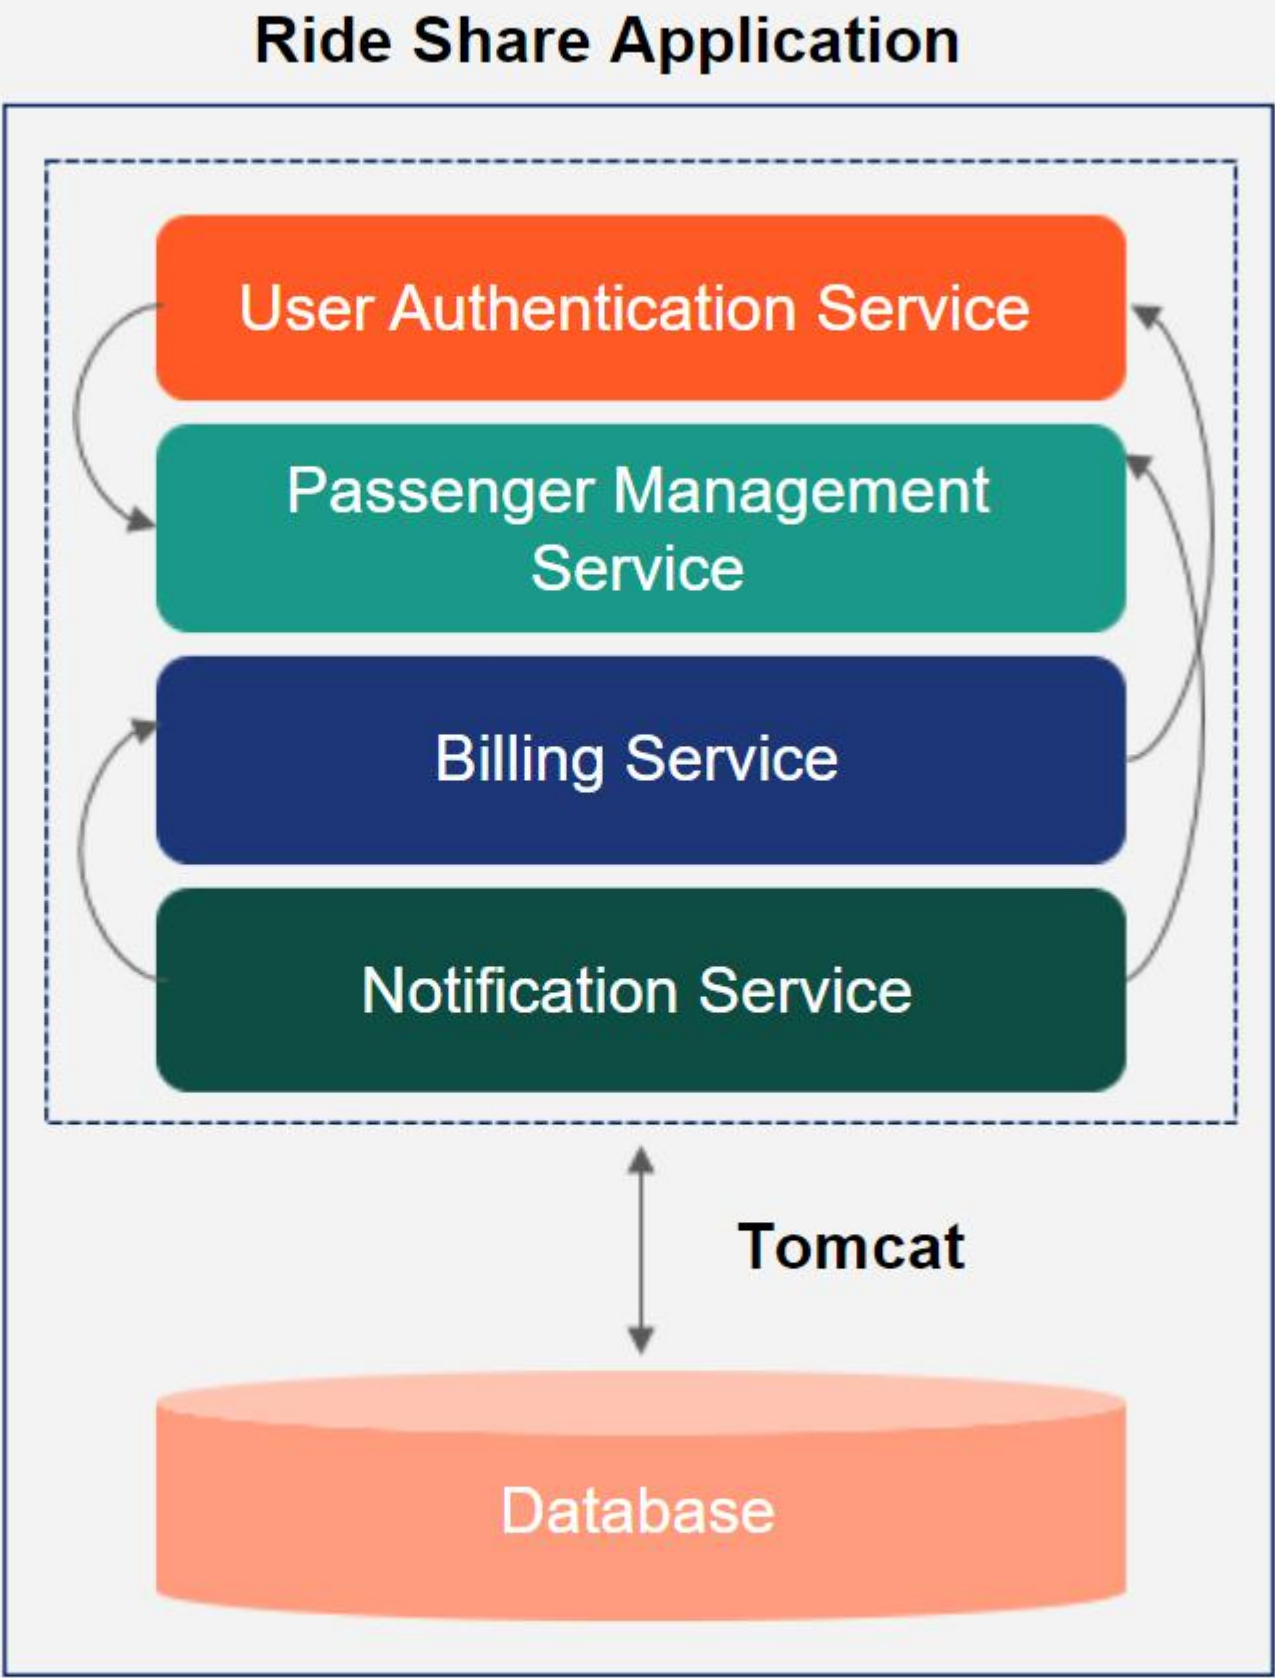 Ride Share Application
User Authentication Service
Passenger Management
Service
Billing Service
Notification Service
Tomcat
Database